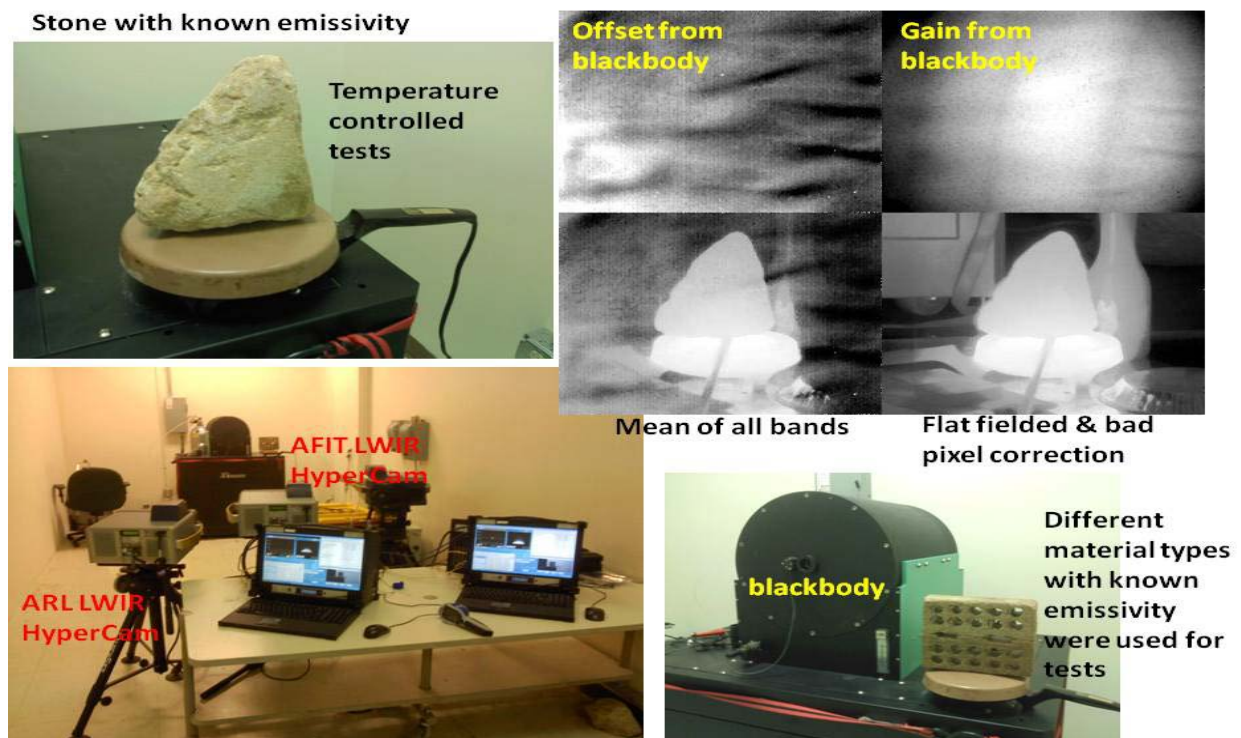 Stone with known emissivity
Temperature
controlled
tests
Offset from
blackbody
Gain from
blackbody
Mean of all bands
Flat fielded & bad
pixel correction
AFIT LWIR
HyperCam
ARL LWIR
HyperCam
blackbody
Different
material types
with known
emissivity
were used for
tests